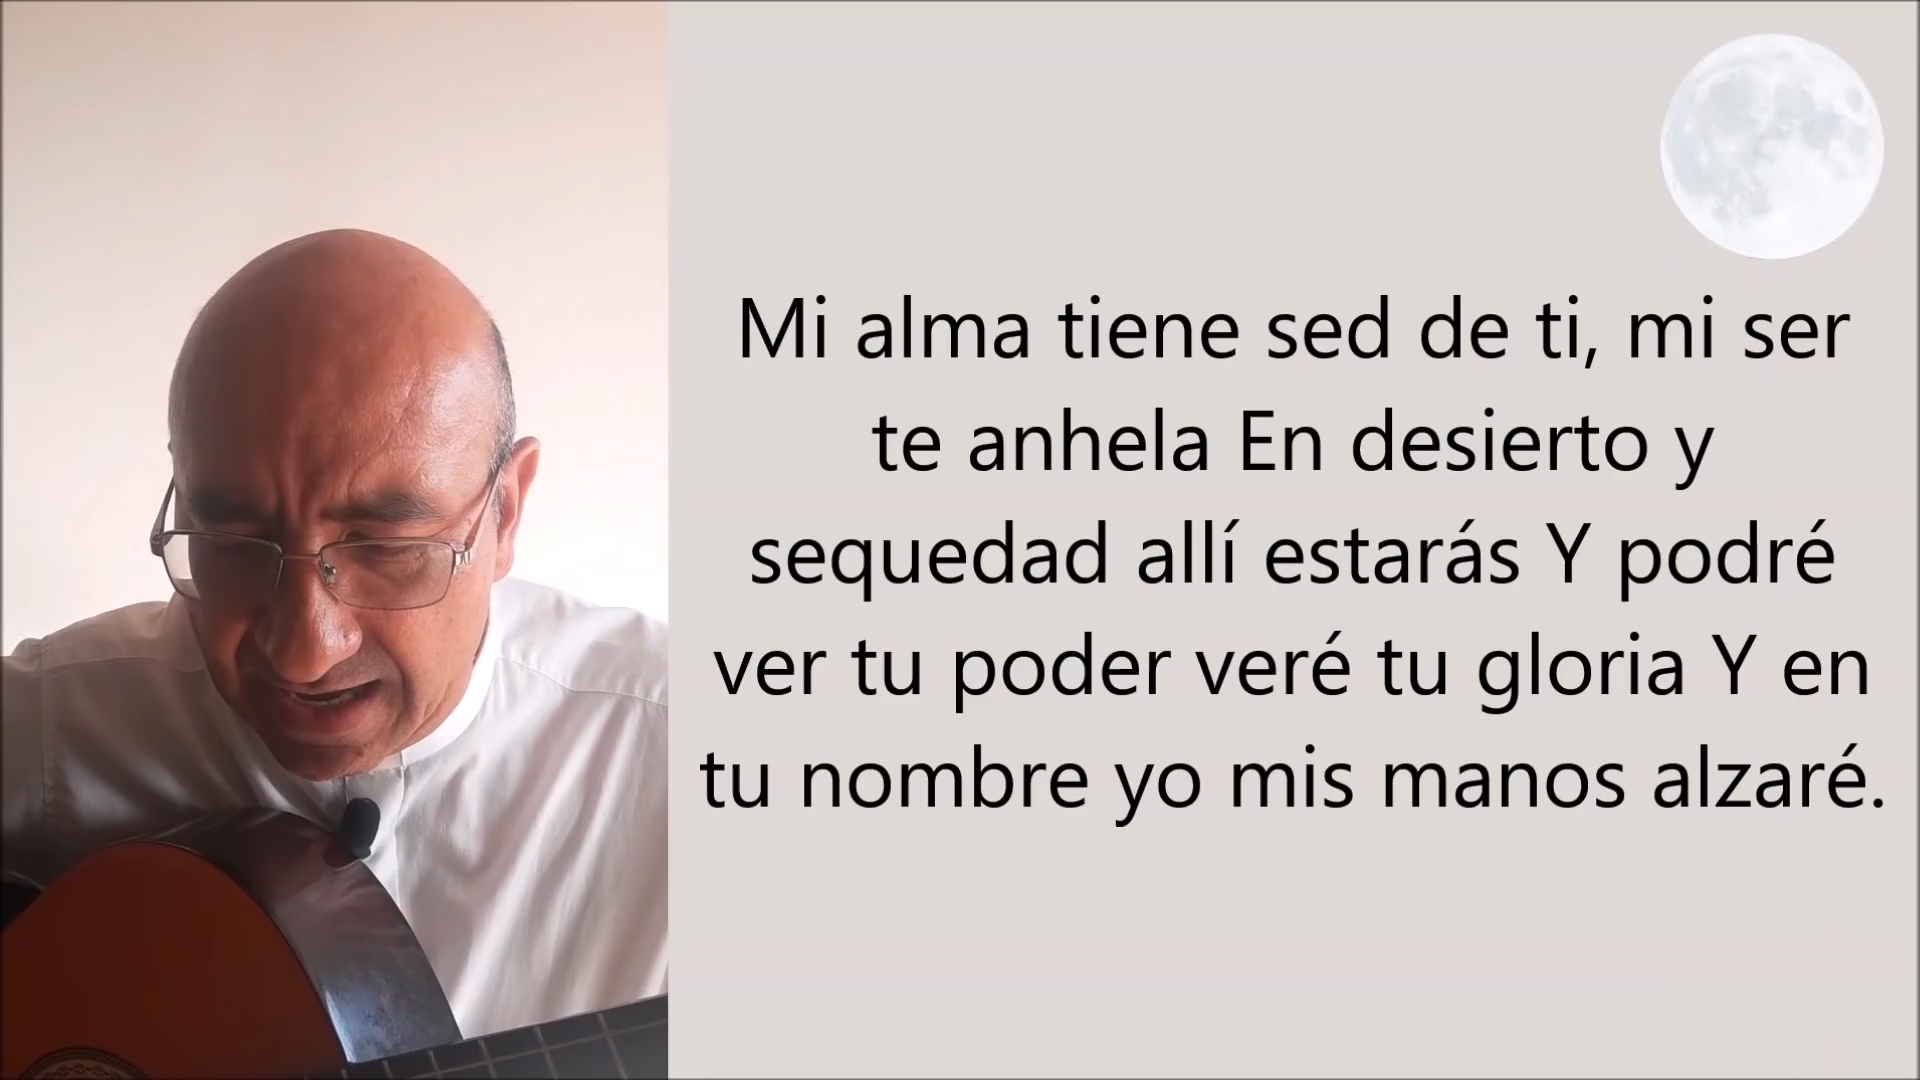 Mi alma tiene sed de ti, mi ser
te anhela En desierto y
sequedad allí estarás Y podré
ver tu poder veré tu gloria Y en
tu nombre yo mis manos alzaré.